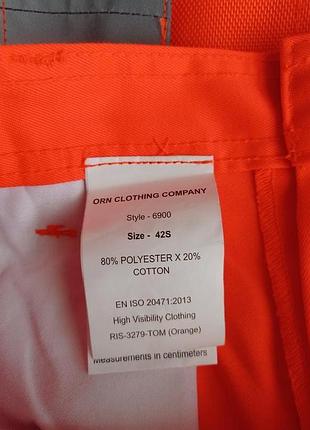 ORN CLOTHING COMPANY
Style - 6900
Size - 42S
80% POLYESTER X 20%
COTTON
EN ISO 20471:2013
High Visibility Clothing
RIS-3279-TOM (Orange)
Measurements in centimeters